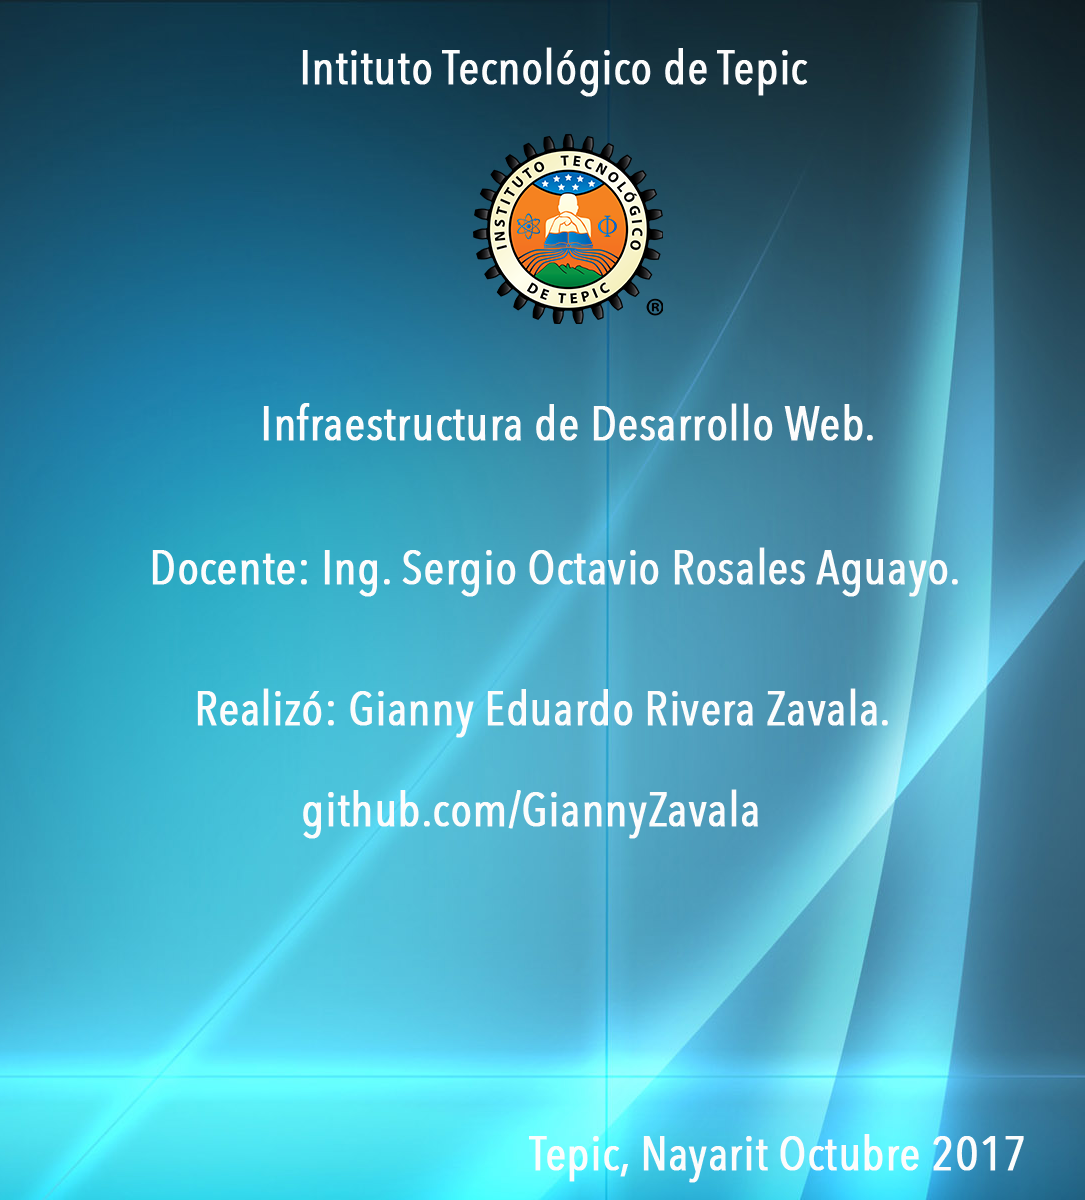 Intituto Tecnológico de Tepic
INSTITUTO TECNOLÓGICO
DE TEPIC
Φ
®
Infraestructura de Desarrollo Web.
Docente: Ing. Sergio Octavio Rosales Aguayo.
Realizó: Gianny Eduardo Rivera Zavala.
github.com/GiannyZavala
Tepic, Nayarit Octubre 2017